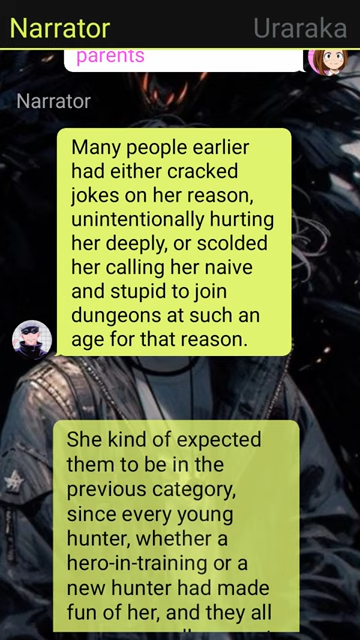 Narrator
Uraraka
parents
Narrator
Many people earlier
had either cracked
jokes on her reason,
unintentionally hurting
her deeply, or scolded
her calling her naive
and stupid to join
dungeons at such an
age for that reason.
She kind of expected
them to be in the
previous category,
since every young
hunter, whether a
hero-in-training or a
new hunter had made
fun of her, and they all